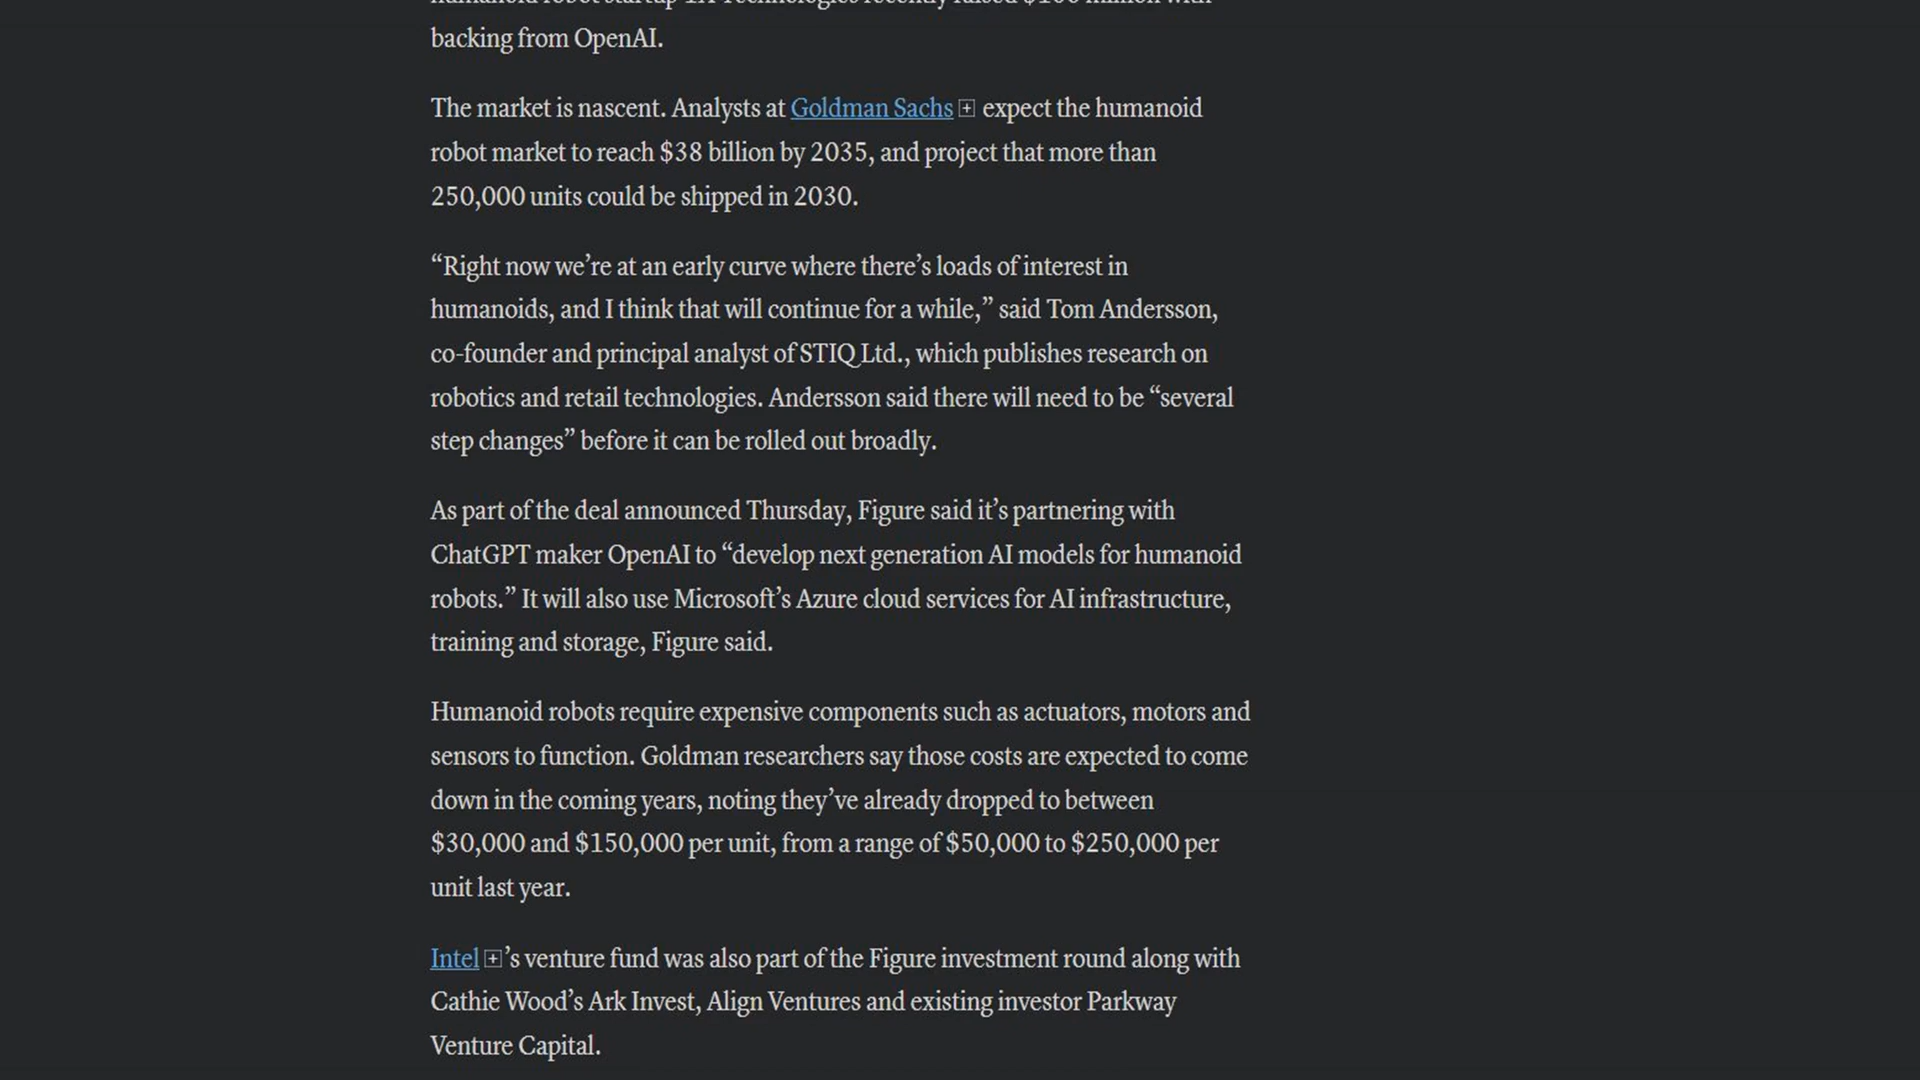 humanoid robot startup 1X Technologies recently raised $100 million with
backing from OpenAI.
The market is nascent. Analysts at Goldman Sachs expect the humanoid
robot market to reach $38 billion by 2035, and project that more than
250,000 units could be shipped in 2030.
“Right now we’re at an early curve where there’s loads of interest in
humanoids, and I think that will continue for a while,” said Tom Andersson,
co-founder and principal analyst of STIQ Ltd., which publishes research on
robotics and retail technologies. Andersson said there will need to be “several
step changes” before it can be rolled out broadly.
As part of the deal announced Thursday, Figure said it’s partnering with
ChatGPT maker OpenAI to “develop next generation AI models for humanoid
robots.” It will also use Microsoft’s Azure cloud services for AI infrastructure,
training and storage, Figure said.
Humanoid robots require expensive components such as actuators, motors and
sensors to function. Goldman researchers say those costs are expected to come
down in the coming years, noting they’ve already dropped to between
$30,000 and $150,000 per unit, from a range of $50,000 to $250,000 per
unit last year.
Intel’s venture fund was also part of the Figure investment round along with
Cathie Wood’s Ark Invest, Align Ventures and existing investor Parkway
Venture Capital.